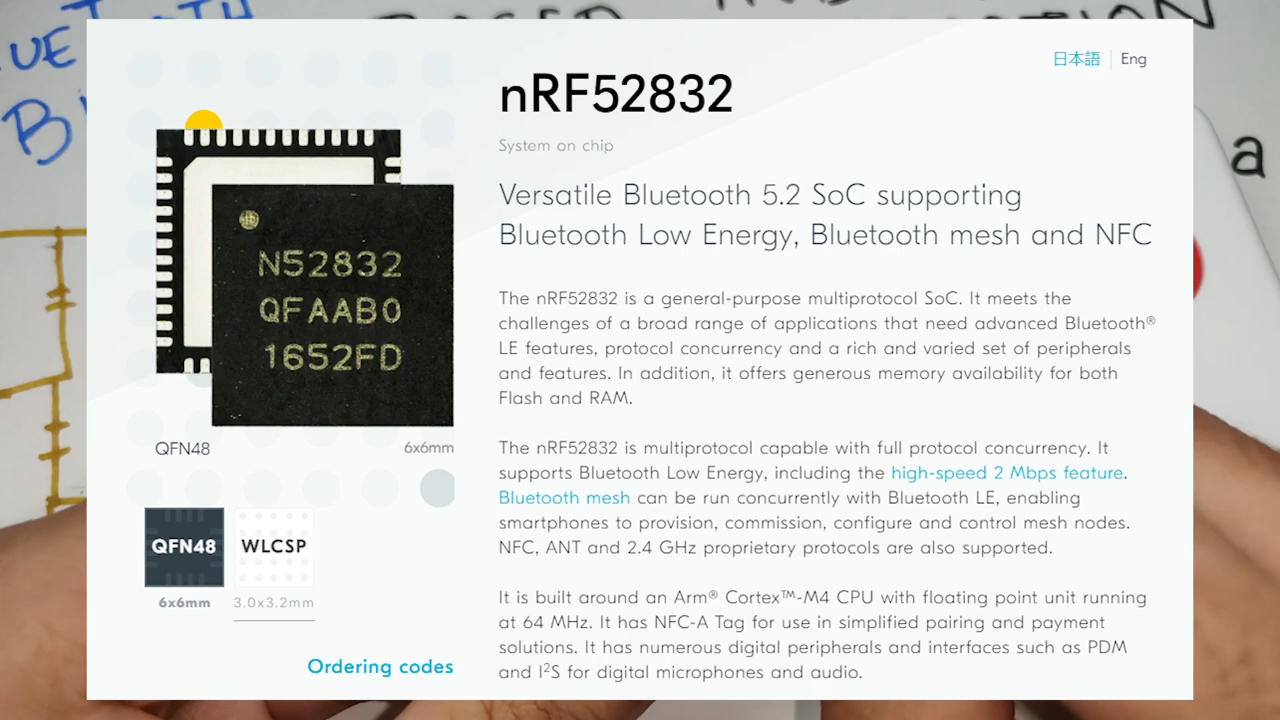 日本語 Eng
nRF52832
System on chip
Versatile Bluetooth 5.2 SoC supporting
Bluetooth Low Energy, Bluetooth mesh and NFC
The nRF52832 is a general-purpose multiprotocol SoC. It meets the
challenges of a broad range of applications that need advanced Bluetooth®
LE features, protocol concurrency and a rich and varied set of peripherals
and features. In addition, it offers generous memory availability for both
Flash and RAM.
The nRF52832 is multiprotocol capable with full protocol concurrency. It
supports Bluetooth Low Energy, including the high-speed 2 Mbps feature.
Bluetooth mesh can be run concurrently with Bluetooth LE, enabling
smartphones to provision, commission, configure and control mesh nodes.
NFC, ANT and 2.4 GHz proprietary protocols are also supported.
It is built around an Arm® Cortex™-M4 CPU with floating point unit running
at 64 MHz. It has NFC-A Tag for use in simplified pairing and payment
solutions. It has numerous digital peripherals and interfaces such as PDM
and I²S for digital microphones and audio.
N52832
QFAAB0
1652FD
QFN48 6x6mm
QFN48 WLCSP
6x6mm 3.0x3.2mm
Ordering codes
a